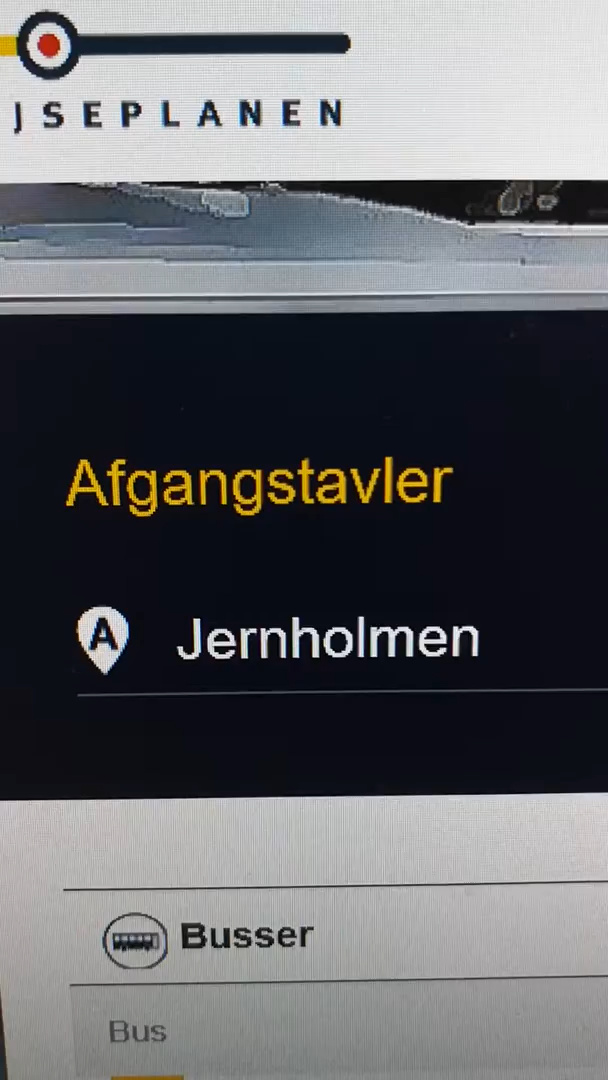 JSEPLANEN
Afgangstavler
A Jernholmen
Busser
Bus